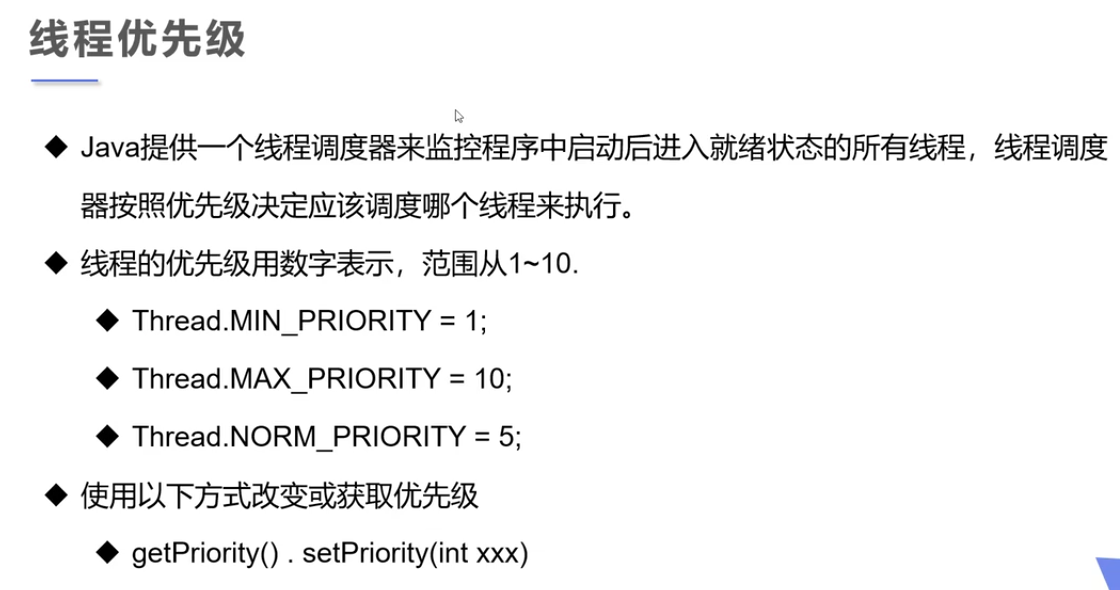 线程优先级
◆ Java提供一个线程调度器来监控程序中启动后进入就绪状态的所有线程，线程调度
器按照优先级决定应该调度哪个线程来执行。
◆ 线程的优先级用数字表示，范围从1~10.
◆ Thread.MIN_PRIORITY = 1;
◆ Thread.MAX_PRIORITY = 10;
◆ Thread.NORM_PRIORITY = 5;
◆ 使用以下方式改变或获取优先级
◆ getPriority() . setPriority(int xxx)